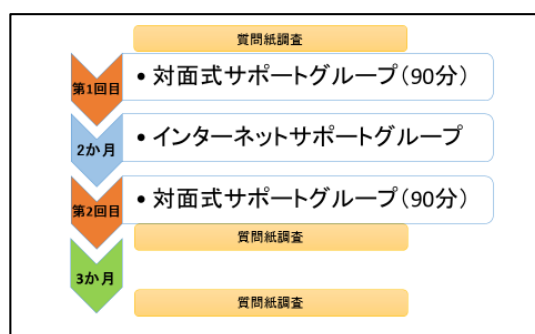 質問紙調査
第1回目
• 対面式サポートグループ（90分）
2か月
• インターネットサポートグループ
第2回目
• 対面式サポートグループ（90分）
質問紙調査
3か月
質問紙調査